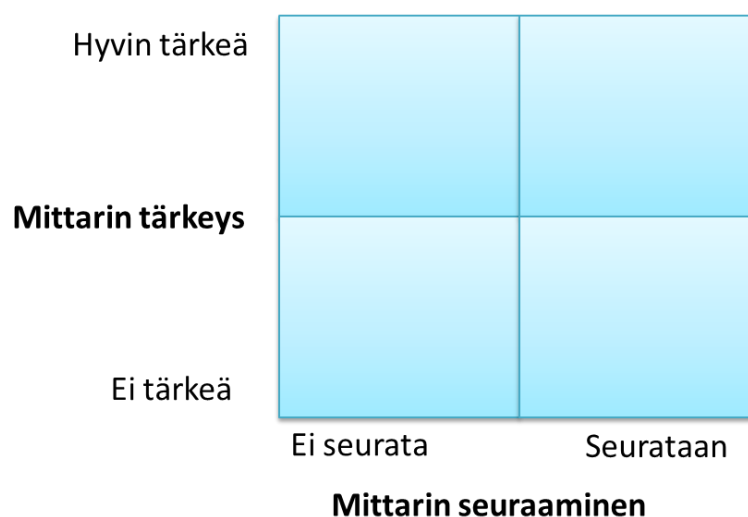 Hyvin tärkeä
Mittarin tärkeys
Ei tärkeä
Ei seurata
Seurataan
Mittarin seuraaminen